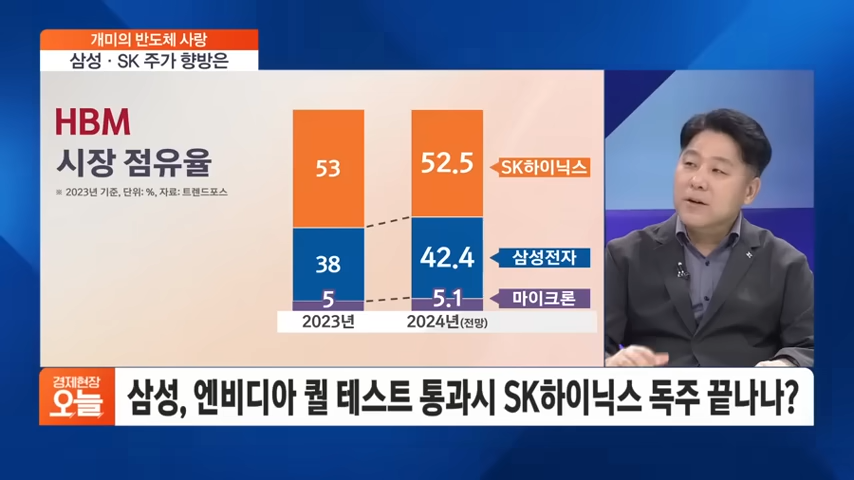 개미의 반도체 사랑
삼성·SK 주가 향방은
HBM
시장 점유율
※ 2023년 기준, 단위: %, 자료: 트렌드포스
53
52.5
SK하이닉스
38
42.4
삼성전자
5
5.1
마이크론
2023년
2024년(전망)
경제현장
오늘
삼성, 엔비디아 퀄 테스트 통과시 SK하이닉스 독주 끝나나?